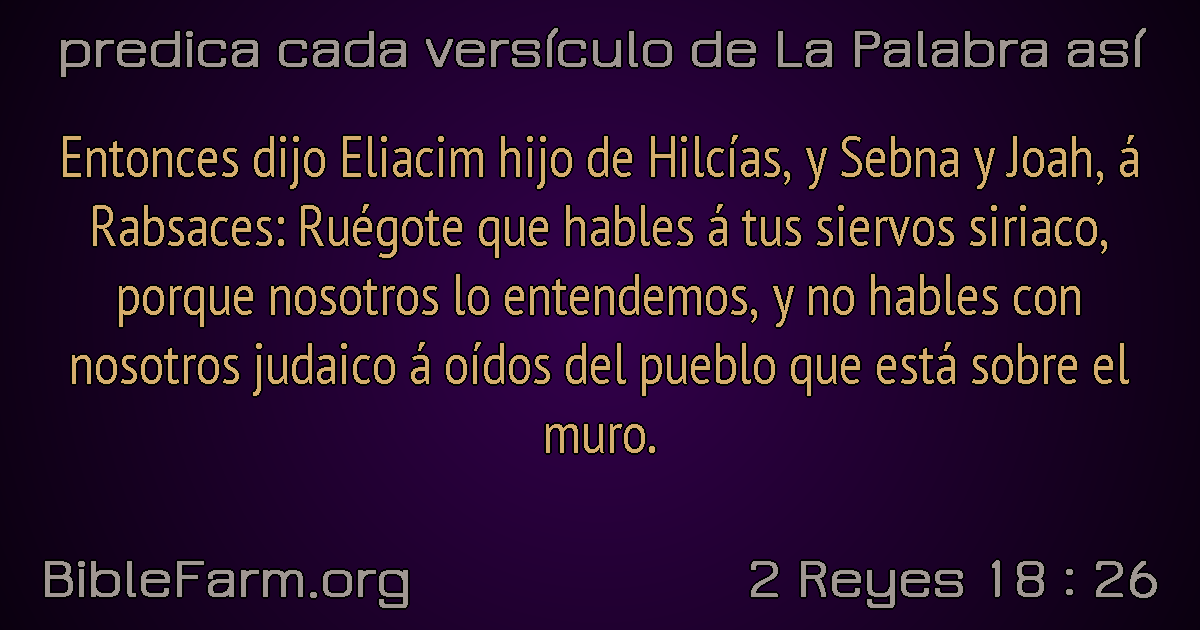 predica cada versículo de La Palabra así
Entonces dijo Eliacim hijo de Hilcías, y Sebna y Joah, á
Rabsaces: Ruégote que hables á tus siervos siriaco,
porque nosotros lo entendemos, y no hables con
nosotros judaico á oídos del pueblo que está sobre el
muro.
BibleFarm.org
2 Reyes 18 : 26